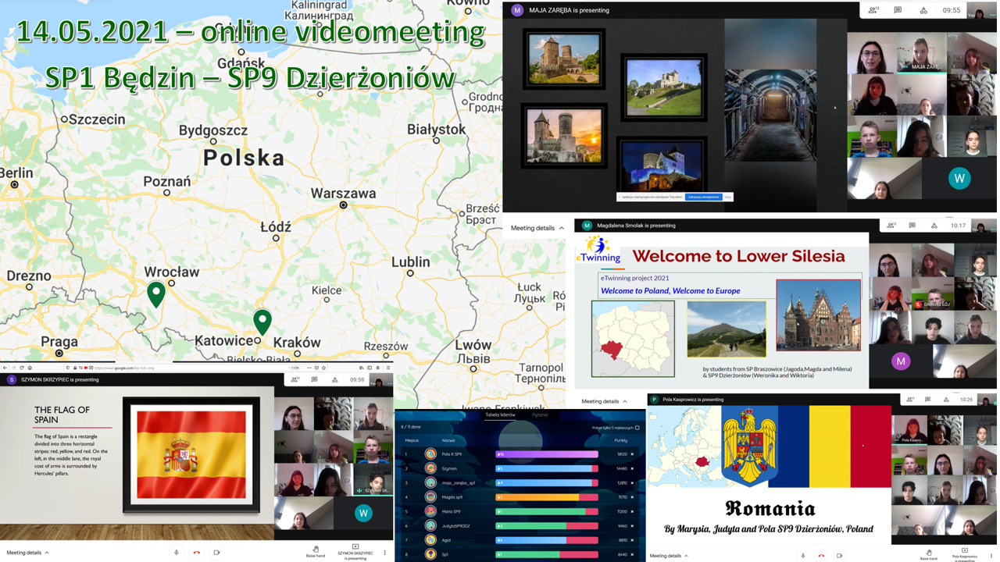 14.05.2021 – online videomeeting
SP1 Będzin – SP9 Dzierżoniów
Kaliningrad
Калининград
Kowno
Gdańsk
Szczecin
Bydgoszcz
Białystok
Polska
Berlin
Poznań
Warszawa
Brześć
Брэст
Łódź
Lublin
Drezno
Wrocław
Kielce
Łuck
Луцьк
Praga
Katowice
Kraków
Rzeszów
Bielsko-Biała
Lwów
Львів
Tarnopol
Тернопіль
Iwano-Frankiwsk
M
MAJA ZARĘBA is presenting
09:55
You
W
Meeting details
M
Magdalena Smolak is presenting
10:17
eTwinning
Welcome to Lower Silesia
eTwinning project 2021
Welcome to Poland, Welcome to Europe
by students from SP Braszowice (Jagoda,Magda and Milena)
& SP9 Dzierżoniów (Weronika and Wiktoria)
M
Meeting details
S
SZYMON SKRZYPIEC is presenting
09:59
THE FLAG OF
SPAIN
The flag of Spain is a rectangle
divided into three horizontal
stripes: red, yellow, and red. On the
left, in the middle lane, the royal
coat of arms is surrounded by
Hercules' pillars.
W
Meeting details
Raise hand
SZYMON SKRZYPIEC
is presenting
Tabela liderów
Pytania
8 / 11 done
Pokaż tylko 5 najlepszych
Miejsce Nazwa Punkty
1 Pola K SP9 18120
2 Szymon 14480
3 maja_zaręba_sp1 12810
4 Magda sp9 11710
5 Maria SP9 11200
6 JudytaSP9DDZ 9460
7 Aga1 8810
8 Sp1 8440
P
Pola Kasprowicz is presenting
10:26
Romania
By Marysia, Judyta and Pola SP9 Dzierżoniów, Poland
Meeting details
Raise hand
Pola Kasprowicz
is presenting